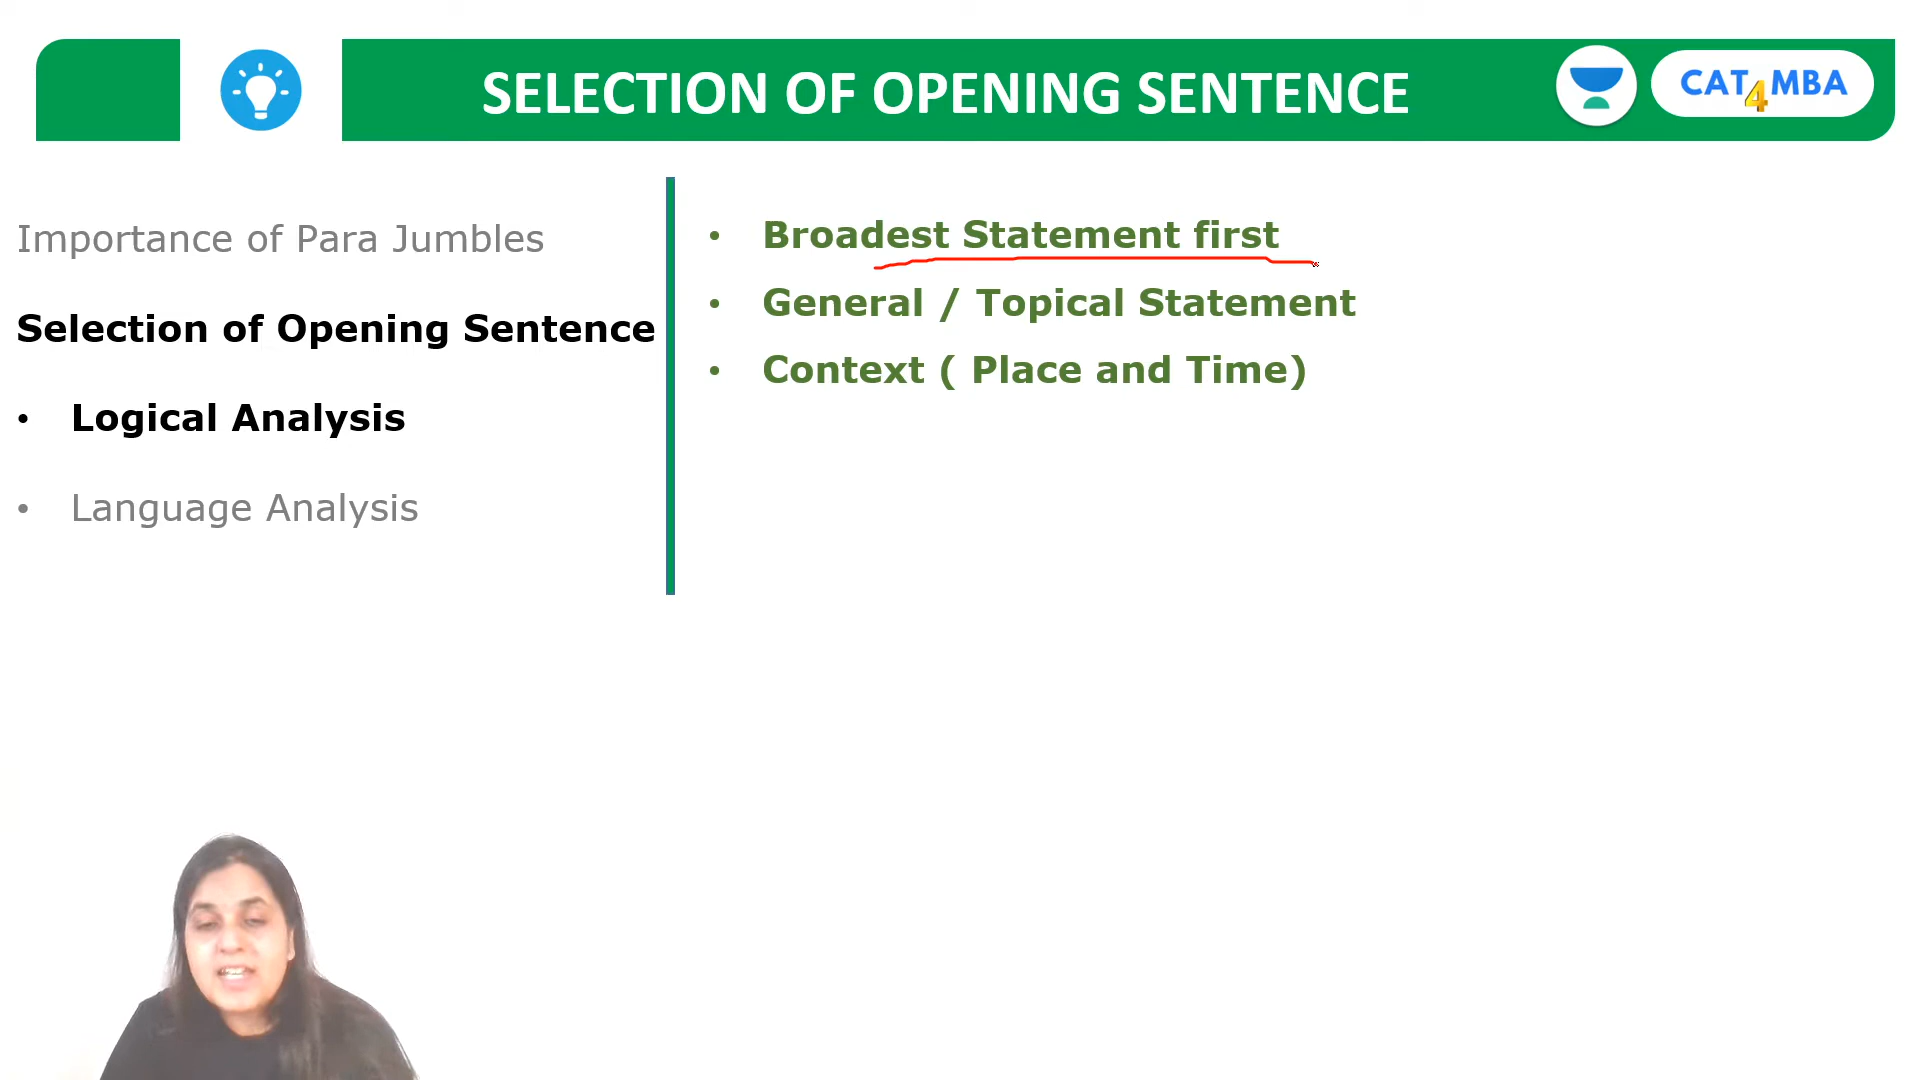 SELECTION OF OPENING SENTENCE
CAT4MBA
Importance of Para Jumbles
Selection of Opening Sentence
• Logical Analysis
• Language Analysis
• Broadest Statement first
• General / Topical Statement
• Context ( Place and Time)